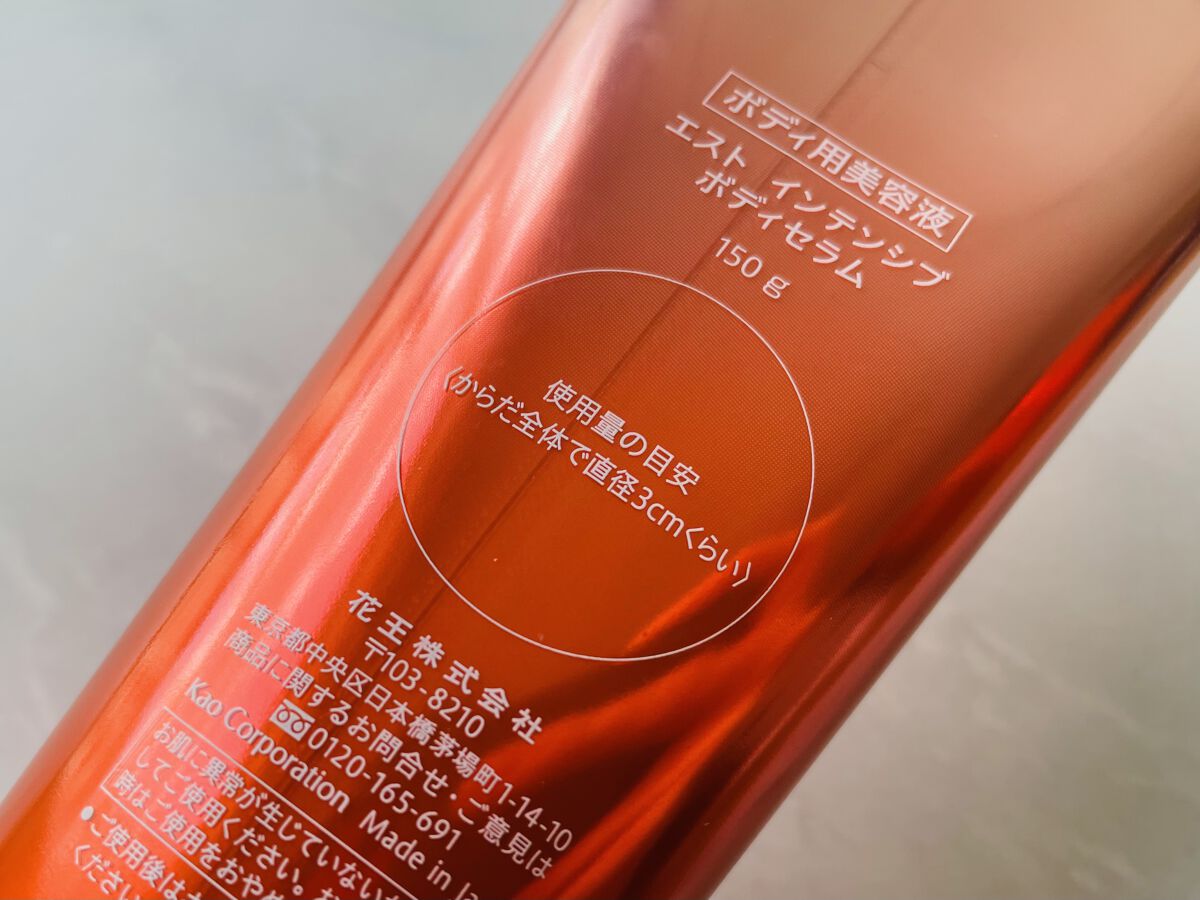 ボディ用美容液
エスト インテンシブ
ボディセラム
150 g
使用量の目安
〈からだ全体で直径3cmくらい〉
花王株式会社
〒103-8210
東京都中央区日本橋茅場町1-14-10
商品に関するお問合せ・ご意見は
0120-165-691
Kao Corporation Made in
お肌に異常が生じていないか
してご使用ください。
時はご使用をおやめ
●ご使用後は
ください